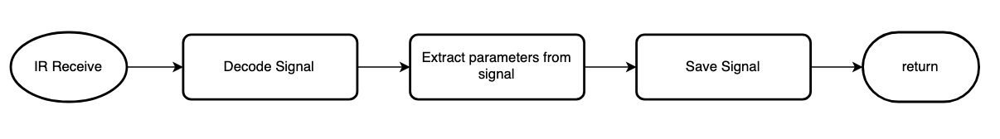 IR Receive
Decode Signal
Extract parameters from
signal
Save Signal
return